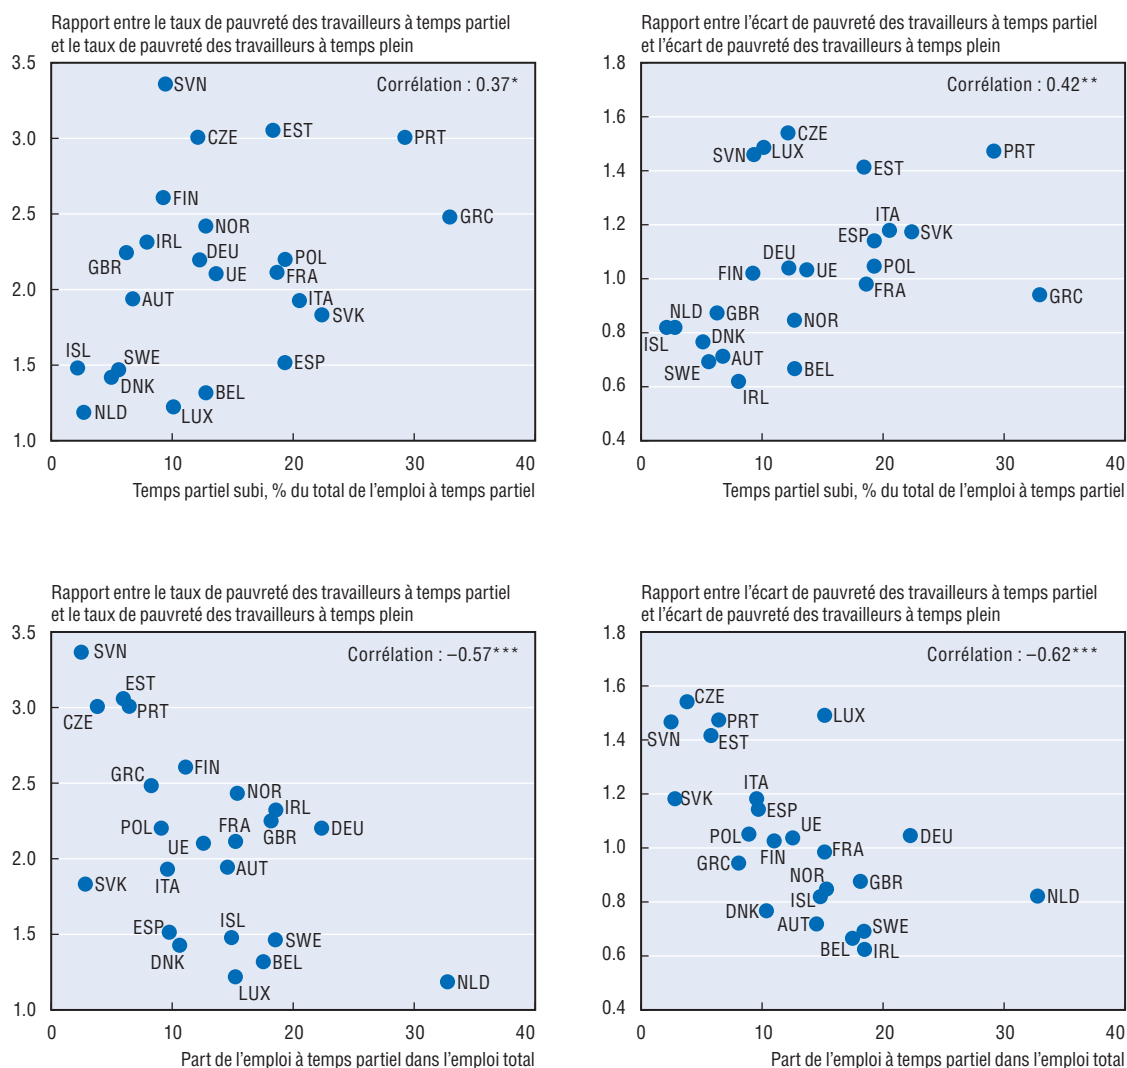 Rapport entre le taux de pauvreté des travailleurs à temps partiel
et le taux de pauvreté des travailleurs à temps plein
3.5
Corrélation : 0.37*
SVN
3.0
CZE
EST
PRT
2.5
FIN
NOR
GRC
IRL
GBR
DEU
UE
POL
FRA
2.0
AUT
ITA
SVK
1.5
ISL
SWE
DNK
ESP
NLD
LUX
BEL
1.0
0
10
20
30
40
Temps partiel subi, % du total de l'emploi à temps partiel
Rapport entre l'écart de pauvreté des travailleurs à temps partiel
et l'écart de pauvreté des travailleurs à temps plein
1.8
Corrélation : 0.42**
1.6
CZE
SVN
LUX
PRT
1.4
EST
1.2
ITA
ESP
SVK
DEU
FIN
UE
POL
1.0
FRA
GRC
NLD
GBR
NOR
0.8
ISL
DNK
AUT
SWE
BEL
0.6
IRL
0.4
0
10
20
30
40
Temps partiel subi, % du total de l'emploi à temps partiel
Rapport entre le taux de pauvreté des travailleurs à temps partiel
et le taux de pauvreté des travailleurs à temps plein
3.5
Corrélation : –0.57***
SVN
EST
3.0
CZE
PRT
GRC
FIN
2.5
NOR
IRL
POL
FRA
GBR
DEU
UE
2.0
ITA
AUT
SVK
ESP
ISL
1.5
DNK
SWE
BEL
LUX
NLD
1.0
0
10
20
30
40
Part de l'emploi à temps partiel dans l'emploi total
Rapport entre l'écart de pauvreté des travailleurs à temps partiel
et l'écart de pauvreté des travailleurs à temps plein
1.8
Corrélation : –0.62***
1.6
CZE
PRT
LUX
1.4
SVN
EST
1.2
ITA
SVK
ESP
POL
UE
DEU
1.0
GRC
FIN
FRA
NOR
GBR
NLD
0.8
ISL
DNK
AUT
SWE
BEL
IRL
0.6
0.4
0
10
20
30
40
Part de l'emploi à temps partiel dans l'emploi total